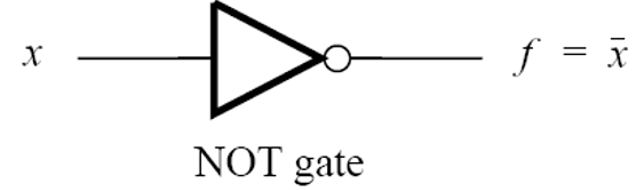 x f = x̄
NOT gate